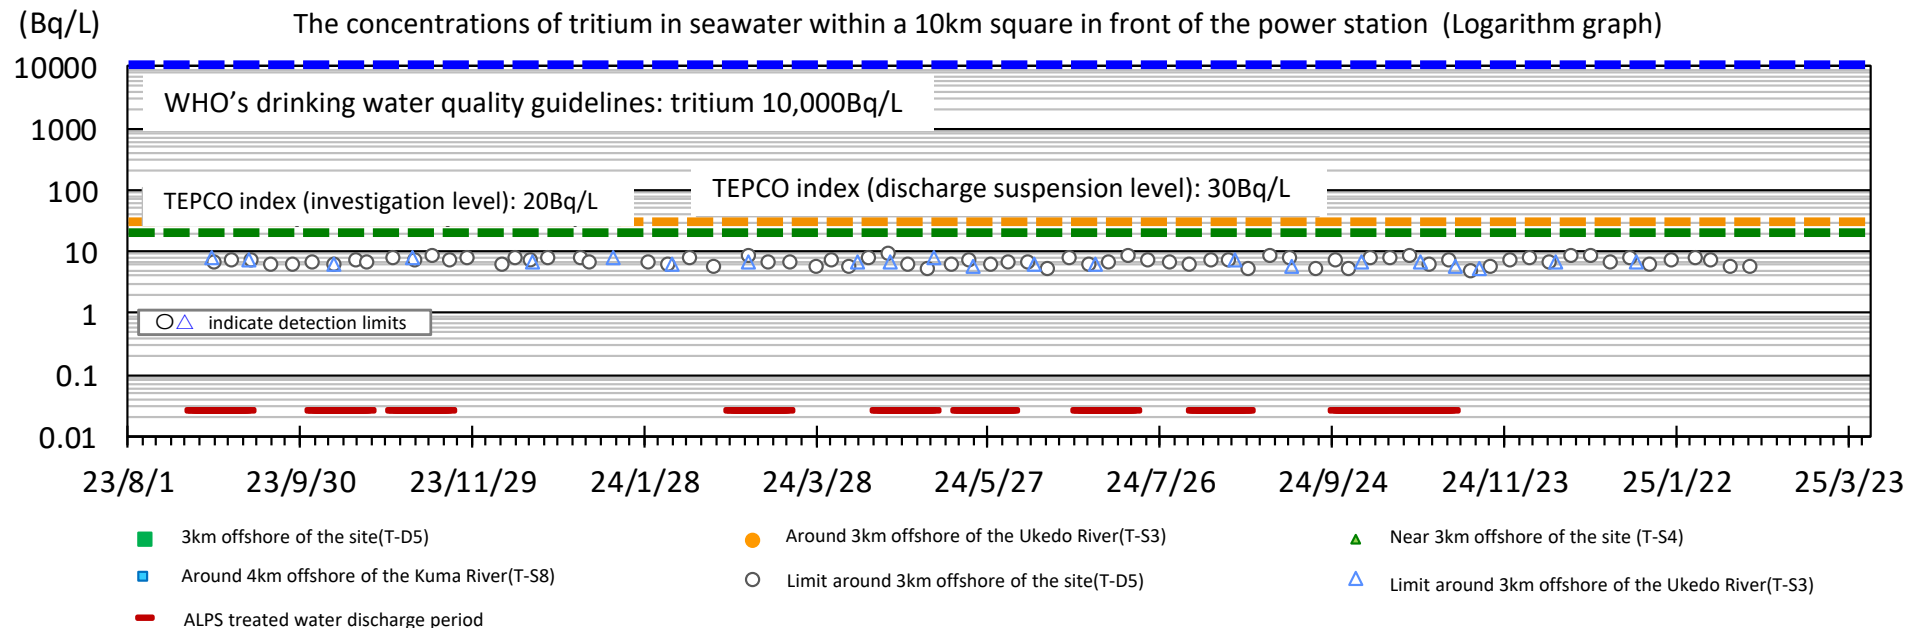 (Bq/L)
The concentrations of tritium in seawater within a 10km square in front of the power station (Logarithm graph)
10000
WHO's drinking water quality guidelines: tritium 10,000Bq/L
1000
100
TEPCO index (investigation level): 20Bq/L
TEPCO index (discharge suspension level): 30Bq/L
10
1
○△ indicate detection limits
0.1
0.01
23/8/1 23/9/30 23/11/29 24/1/28 24/3/28 24/5/27 24/7/26 24/9/24 24/11/23 25/1/22 25/3/23
3km offshore of the site(T-D5)
Around 3km offshore of the Ukedo River(T-S3)
Near 3km offshore of the site (T-S4)
Around 4km offshore of the Kuma River(T-S8)
Limit around 3km offshore of the site(T-D5)
Limit around 3km offshore of the Ukedo River(T-S3)
ALPS treated water discharge period